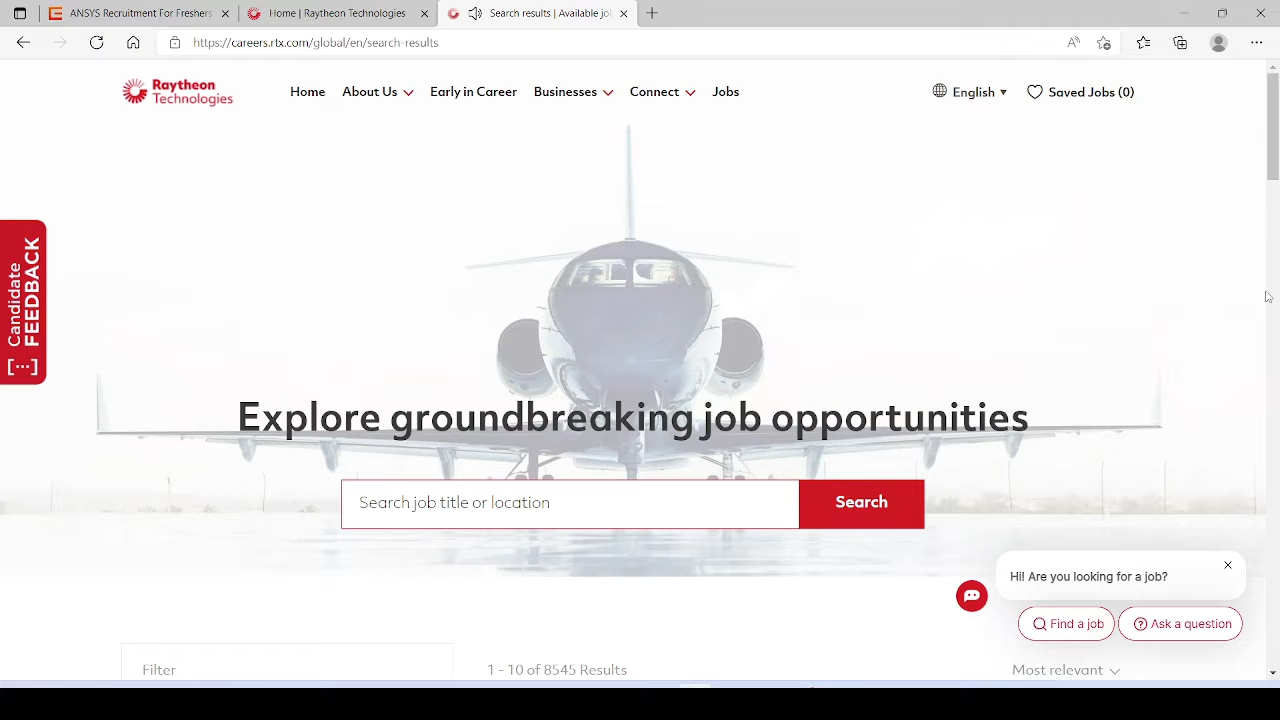 ANSYS Recruitment For Freshers
Home | Raytheon Technologies
Search results | Available jo
https://careers.rtx.com/global/en/search-results
Raytheon
Technologies
Home
About Us
Early in Career
Businesses
Connect
Jobs
English
Saved Jobs (0)
Candidate
FEEDBACK
Explore groundbreaking job opportunities
Search job title or location
Search
Hi! Are you looking for a job?
Find a job
Ask a question
Filter
1 - 10 of 8545 Results
Most relevant